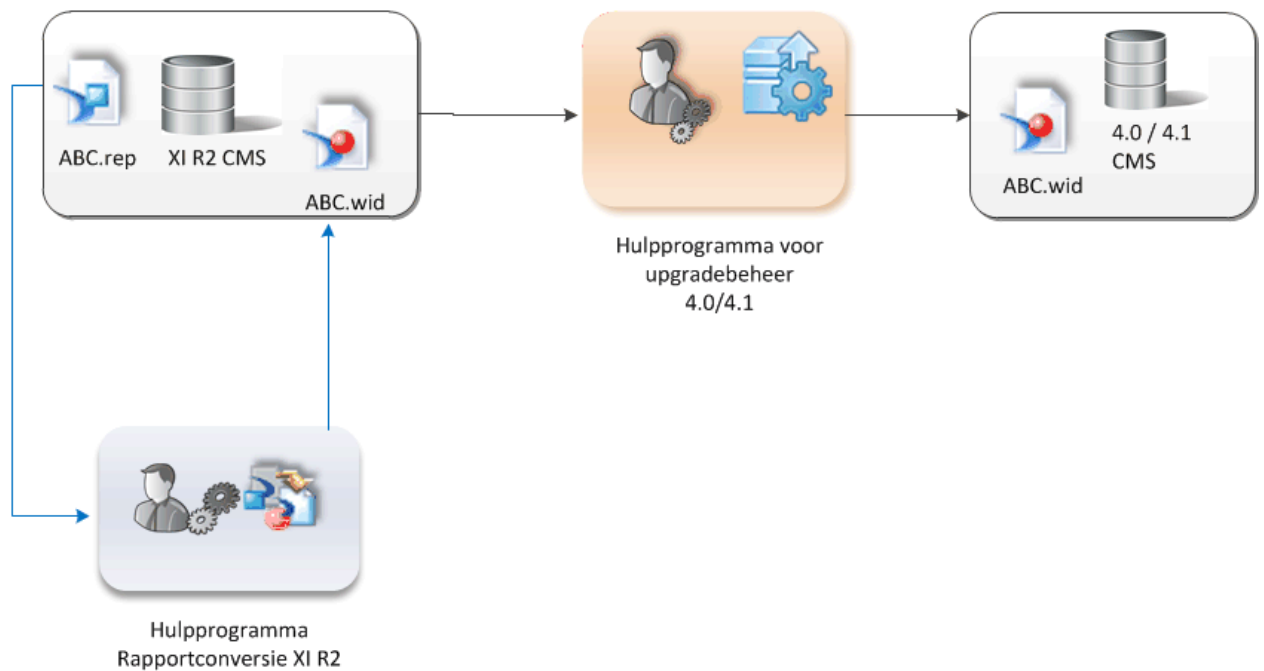 ABC.rep
XI R2 CMS
ABC.wid
Hulpprogramma voor
upgradebeheer
4.0/4.1
4.0 / 4.1
CMS
ABC.wid
Hulpprogramma
Rapportconversie XI R2